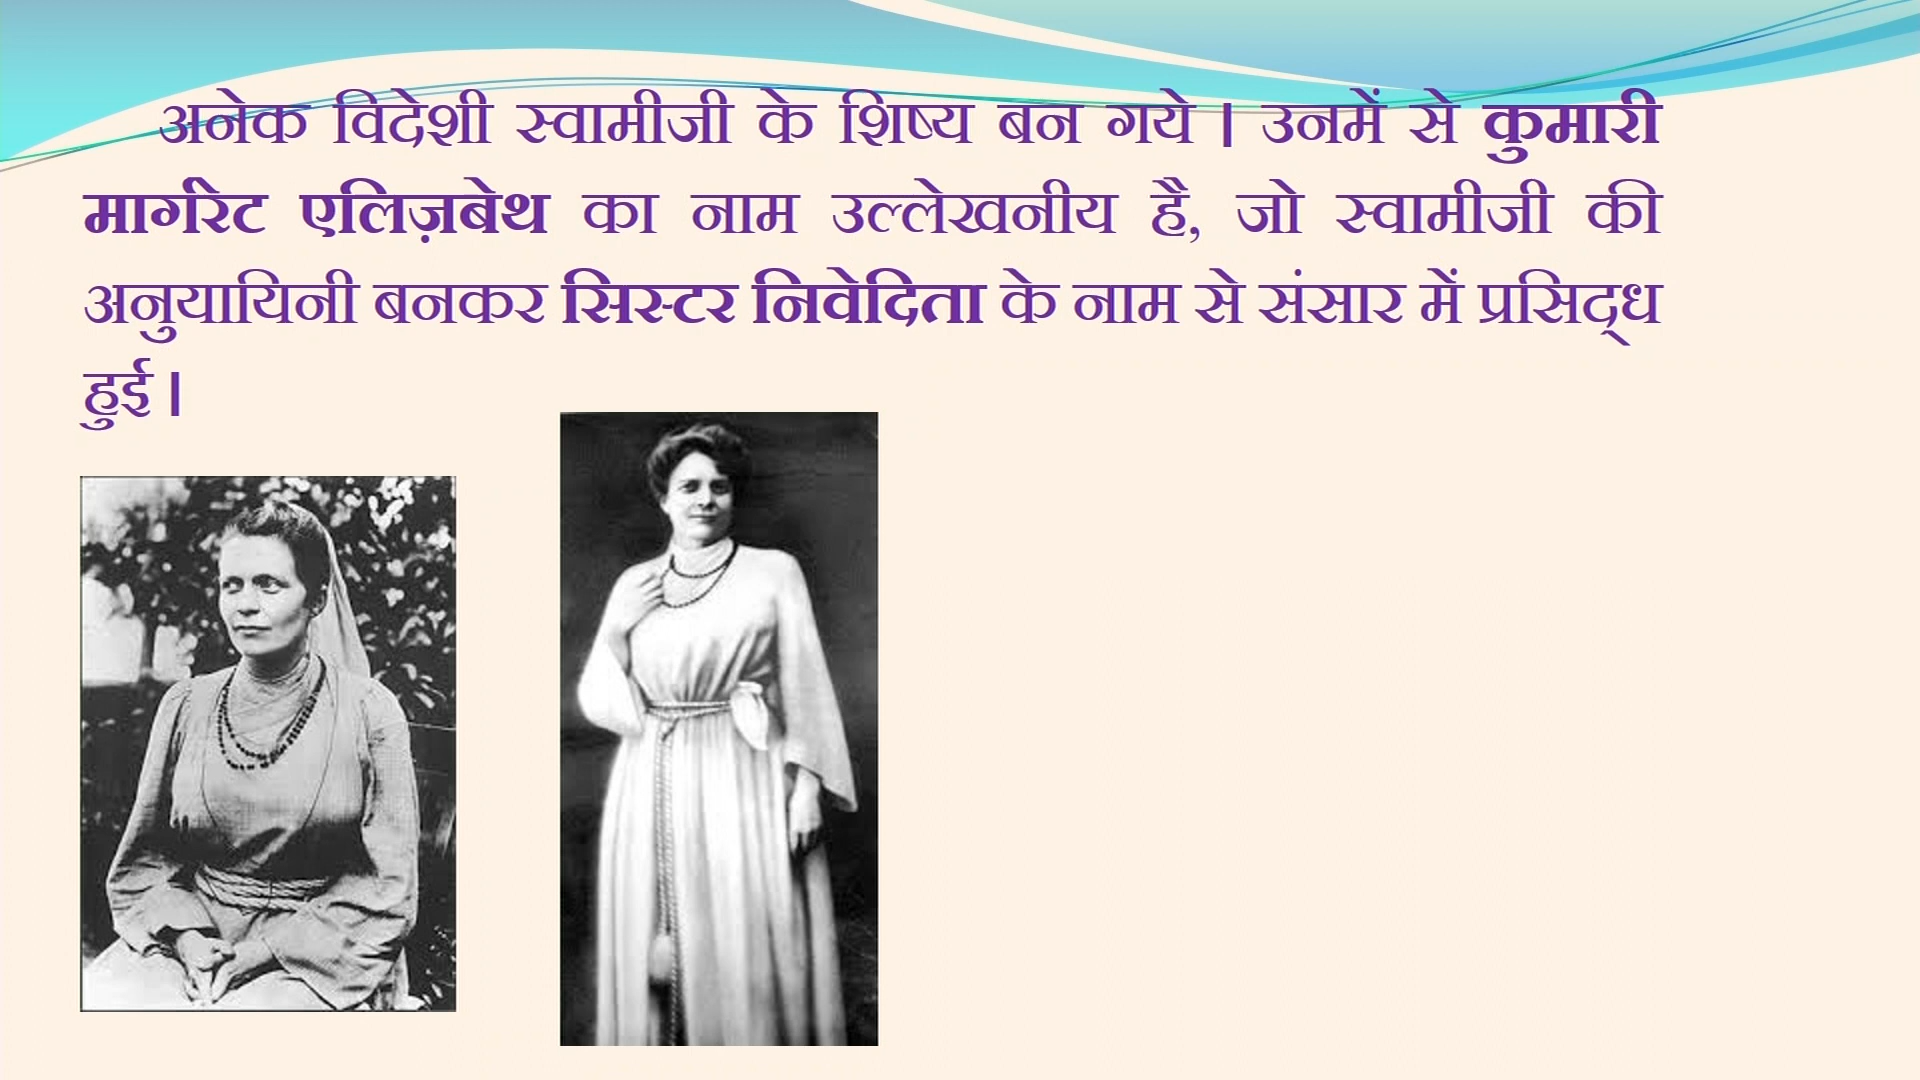 अनेक विदेशी स्वामीजी के शिष्य बन गये । उनमें से कुमारी
मार्गरेट एलिज़बेथ का नाम उल्लेखनीय है, जो स्वामीजी की
अनुयायिनी बनकर सिस्टर निवेदिता के नाम से संसार में प्रसिद्ध
हुई ।